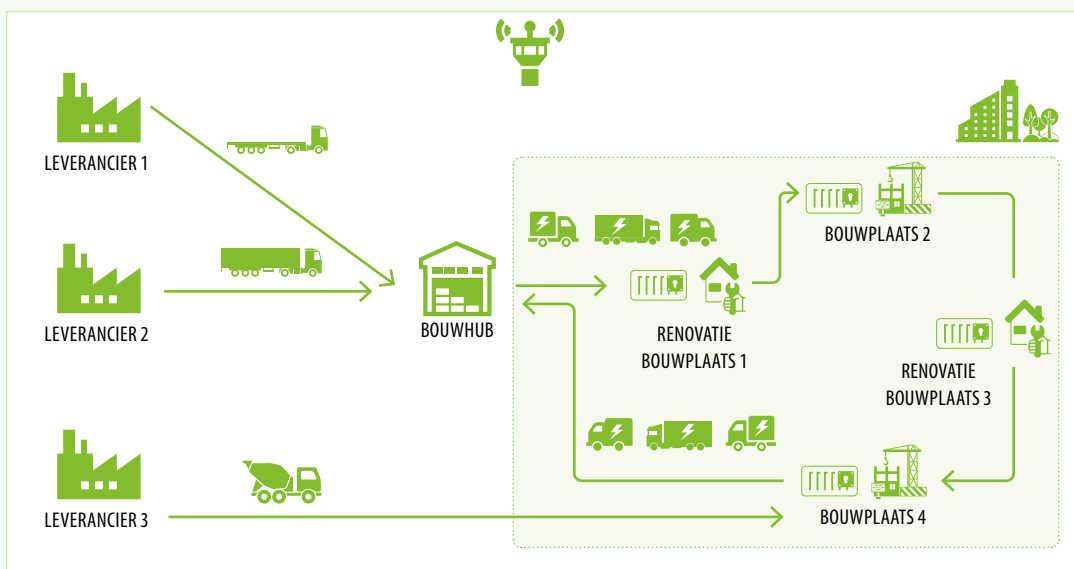 LEVERANCIER 1
LEVERANCIER 2
LEVERANCIER 3
BOUWHUB
RENOVATIE
BOUWPLAATS 1
BOUWPLAATS 2
RENOVATIE
BOUWPLAATS 3
BOUWPLAATS 4